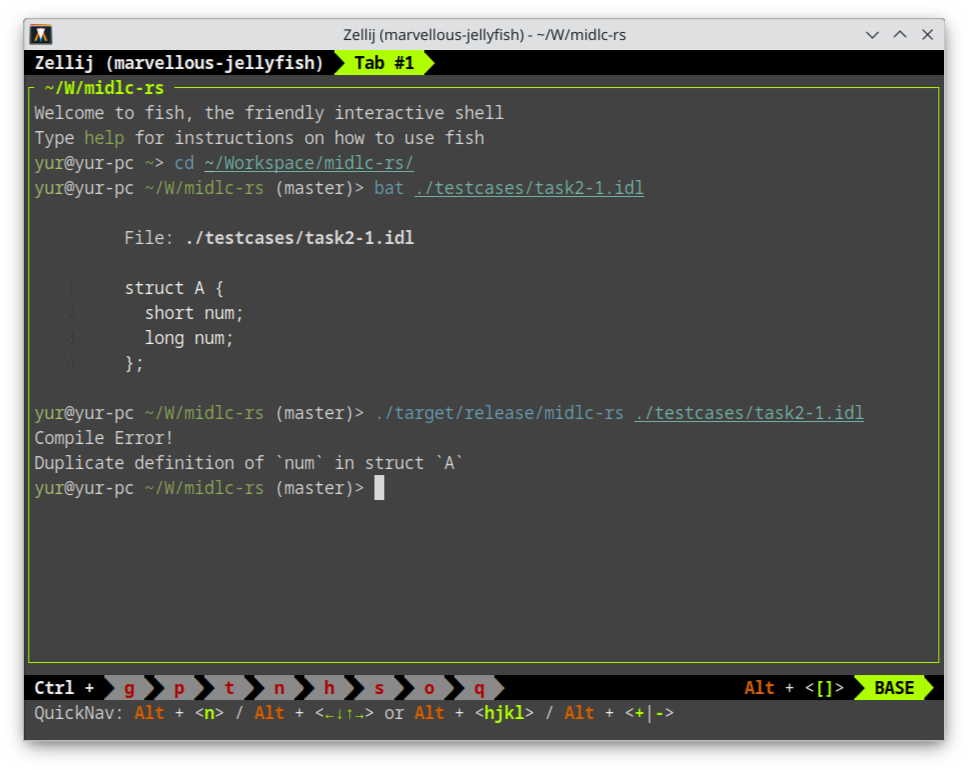 Zellij (marvellous-jellyfish) - ~/W/midlc-rs
Zellij (marvellous-jellyfish) Tab #1
~/W/midlc-rs
Welcome to fish, the friendly interactive shell
Type help for instructions on how to use fish
yur@yur-pc ~> cd ~/Workspace/midlc-rs/
yur@yur-pc ~/W/midlc-rs (master)> bat ./testcases/task2-1.idl
File: ./testcases/task2-1.idl
1 struct A {
2 short num;
3 long num;
4 };
yur@yur-pc ~/W/midlc-rs (master)> ./target/release/midlc-rs ./testcases/task2-1.idl
Compile Error!
Duplicate definition of `num` in struct `A`
yur@yur-pc ~/W/midlc-rs (master)>
Ctrl + g p t n h s o q Alt + <[]> BASE
QuickNav: Alt + <n> / Alt + <←↓↑→> or Alt + <hjkl> / Alt + <+|->